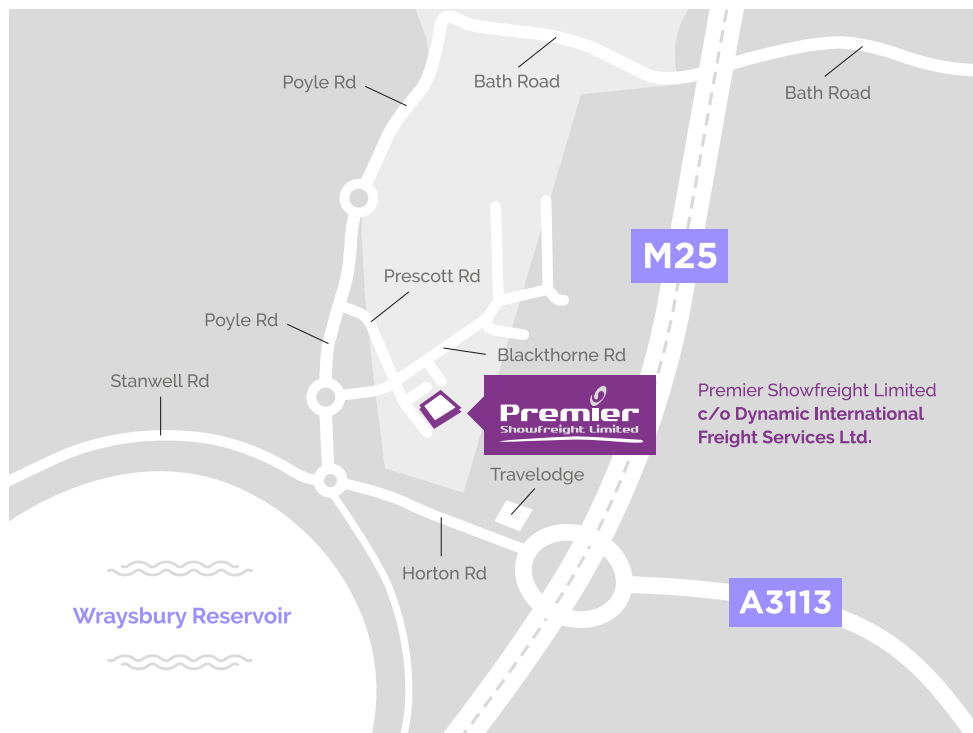 Poyle Rd
Bath Road
Bath Road
M25
Prescott Rd
Poyle Rd
Blackthorne Rd
Stanwell Rd
Premier
Showfreight Limited
Premier Showfreight Limited
c/o Dynamic International
Freight Services Ltd.
Travelodge
Horton Rd
A3113
Wraysbury Reservoir